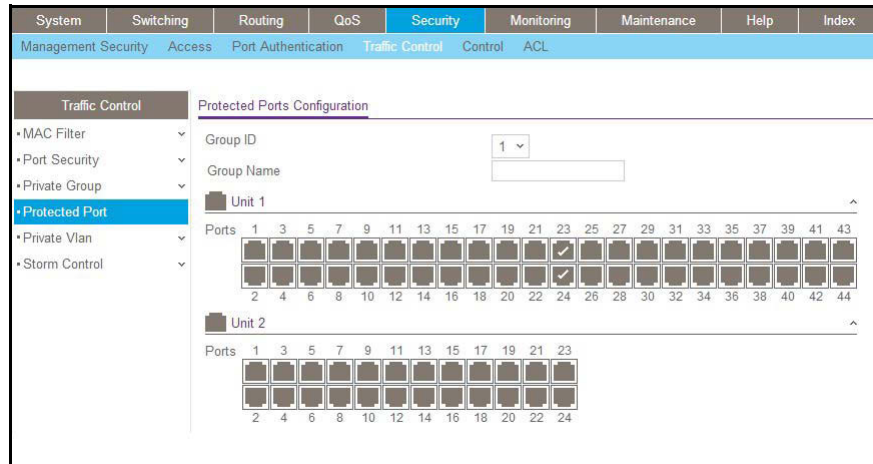 System Switching Routing QoS Security Monitoring Maintenance Help Index
Management Security Access Port Authentication Traffic Control Control ACL
Traffic Control
MAC Filter
Port Security
Private Group
Protected Port
Private Vlan
Storm Control
Protected Ports Configuration
Group ID 1
Group Name
Unit 1
Ports 1 3 5 7 9 11 13 15 17 19 21 23 25 27 29 31 33 35 37 39 41 43
2 4 6 8 10 12 14 16 18 20 22 24 26 28 30 32 34 36 38 40 42 44
Unit 2
Ports 1 3 5 7 9 11 13 15 17 19 21 23
2 4 6 8 10 12 14 16 18 20 22 24